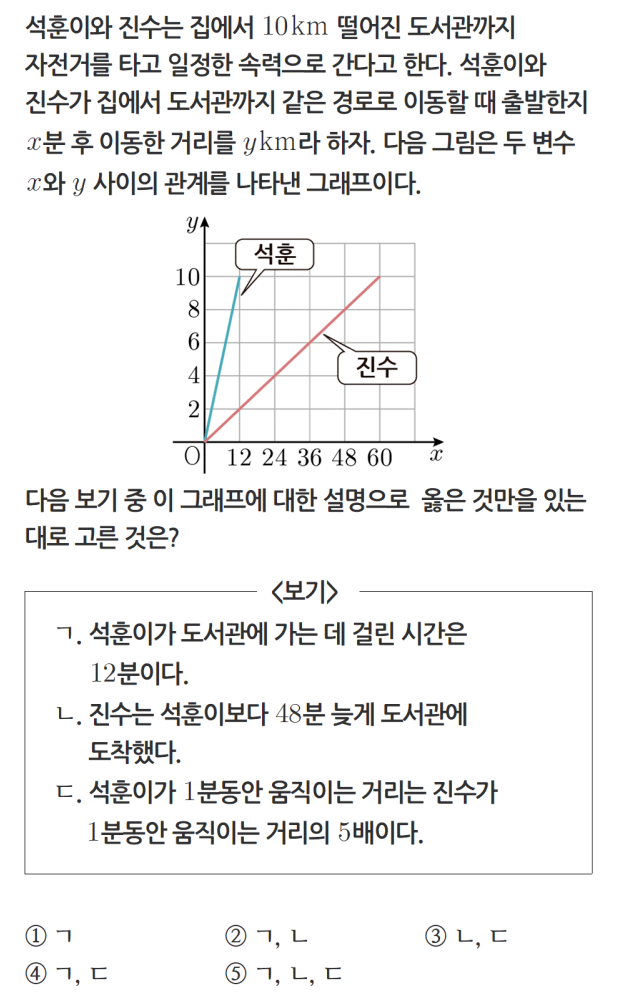 석훈이와 진수는 집에서 10km 떨어진 도서관까지
자전거를 타고 일정한 속력으로 간다고 한다. 석훈이와
진수가 집에서 도서관까지 같은 경로로 이동할 때 출발한지
x분 후 이동한 거리를 y km라 하자. 다음 그림은 두 변수
x와 y 사이의 관계를 나타낸 그래프이다.
y
석훈
10
8
6
진수
4
2
O 12 24 36 48 60 x
다음 보기 중 이 그래프에 대한 설명으로 옳은 것만을 있는
대로 고른 것은?
<보기>
ㄱ. 석훈이가 도서관에 가는 데 걸린 시간은
12분이다.
ㄴ. 진수는 석훈이보다 48분 늦게 도서관에
도착했다.
ㄷ. 석훈이가 1분동안 움직이는 거리는 진수가
1분동안 움직이는 거리의 5배이다.
① ㄱ ② ㄱ, ㄴ ③ ㄴ, ㄷ
④ ㄱ, ㄷ ⑤ ㄱ, ㄴ, ㄷ